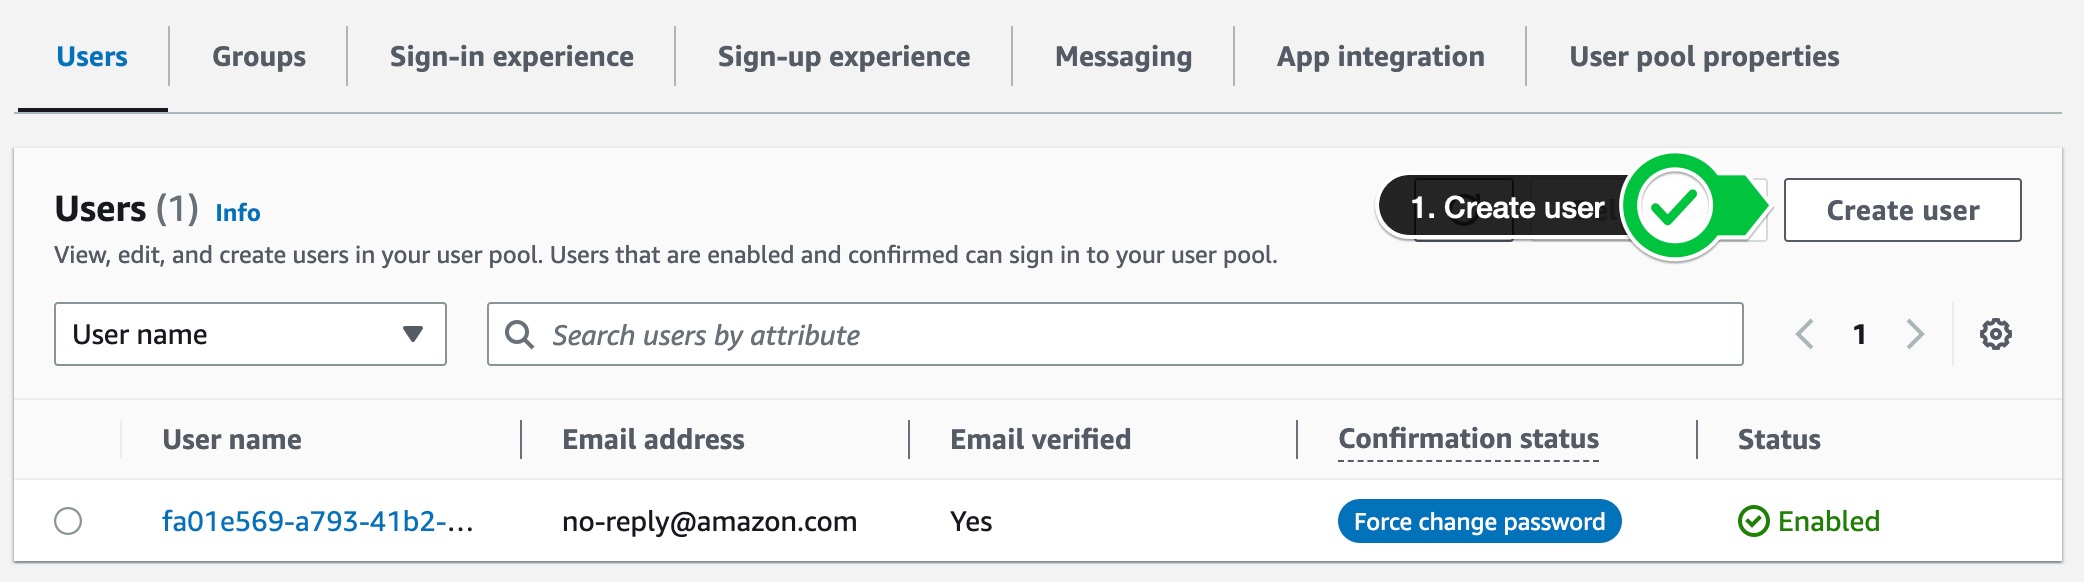 Users
Groups
Sign-in experience
Sign-up experience
Messaging
App integration
User pool properties
Users (1) Info
1. Create user
Create user
View, edit, and create users in your user pool. Users that are enabled and confirmed can sign in to your user pool.
User name
Search users by attribute
1
User name
Email address
Email verified
Confirmation status
Status
fa01e569-a793-41b2-...
no-reply@amazon.com
Yes
Force change password
Enabled